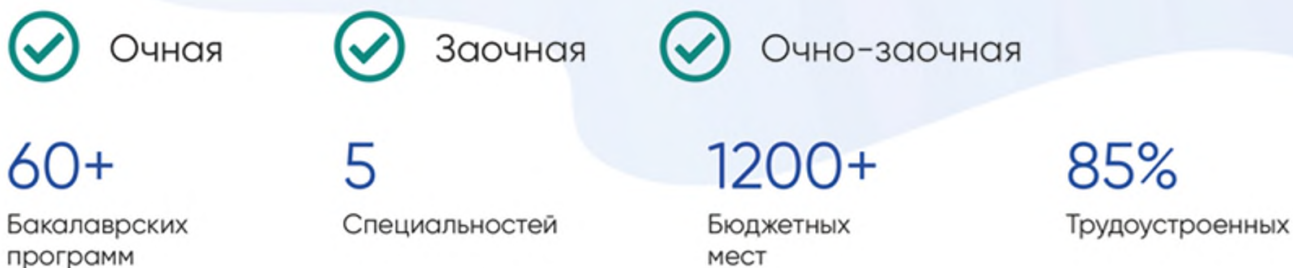 Очная Заочная Очно-заочная
60+ 5 1200+ 85%
Бакалаврских Специальностей Бюджетных Трудоустроенных
программ мест